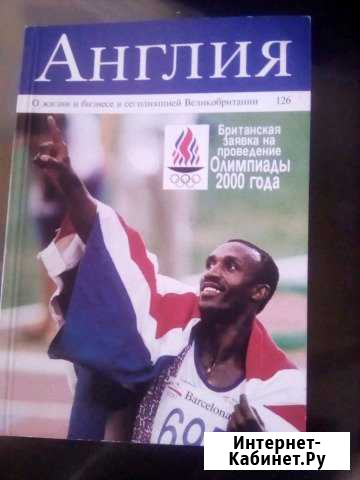 Англия
О жизни и бизнесе в сегодняшней Великобритании 126
Британская
заявка на
проведение
Олимпиады
2000 года
Barcelona
Интернет-
Кабинет.Ру